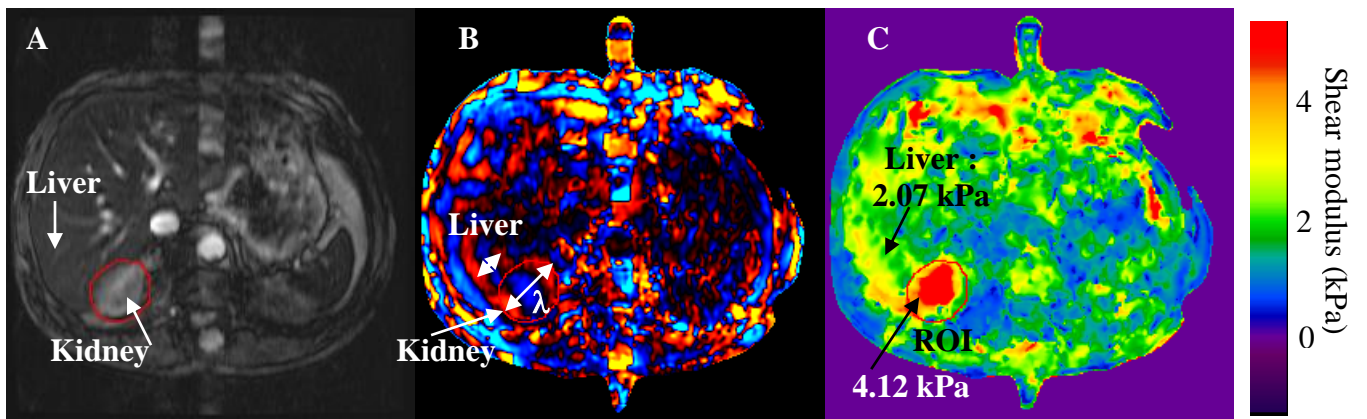 A
Liver
Kidney
B
Liver
λ
Kidney
C
Liver :
2.07 kPa
ROI
4.12 kPa
4
2
0
Shear modulus (kPa)